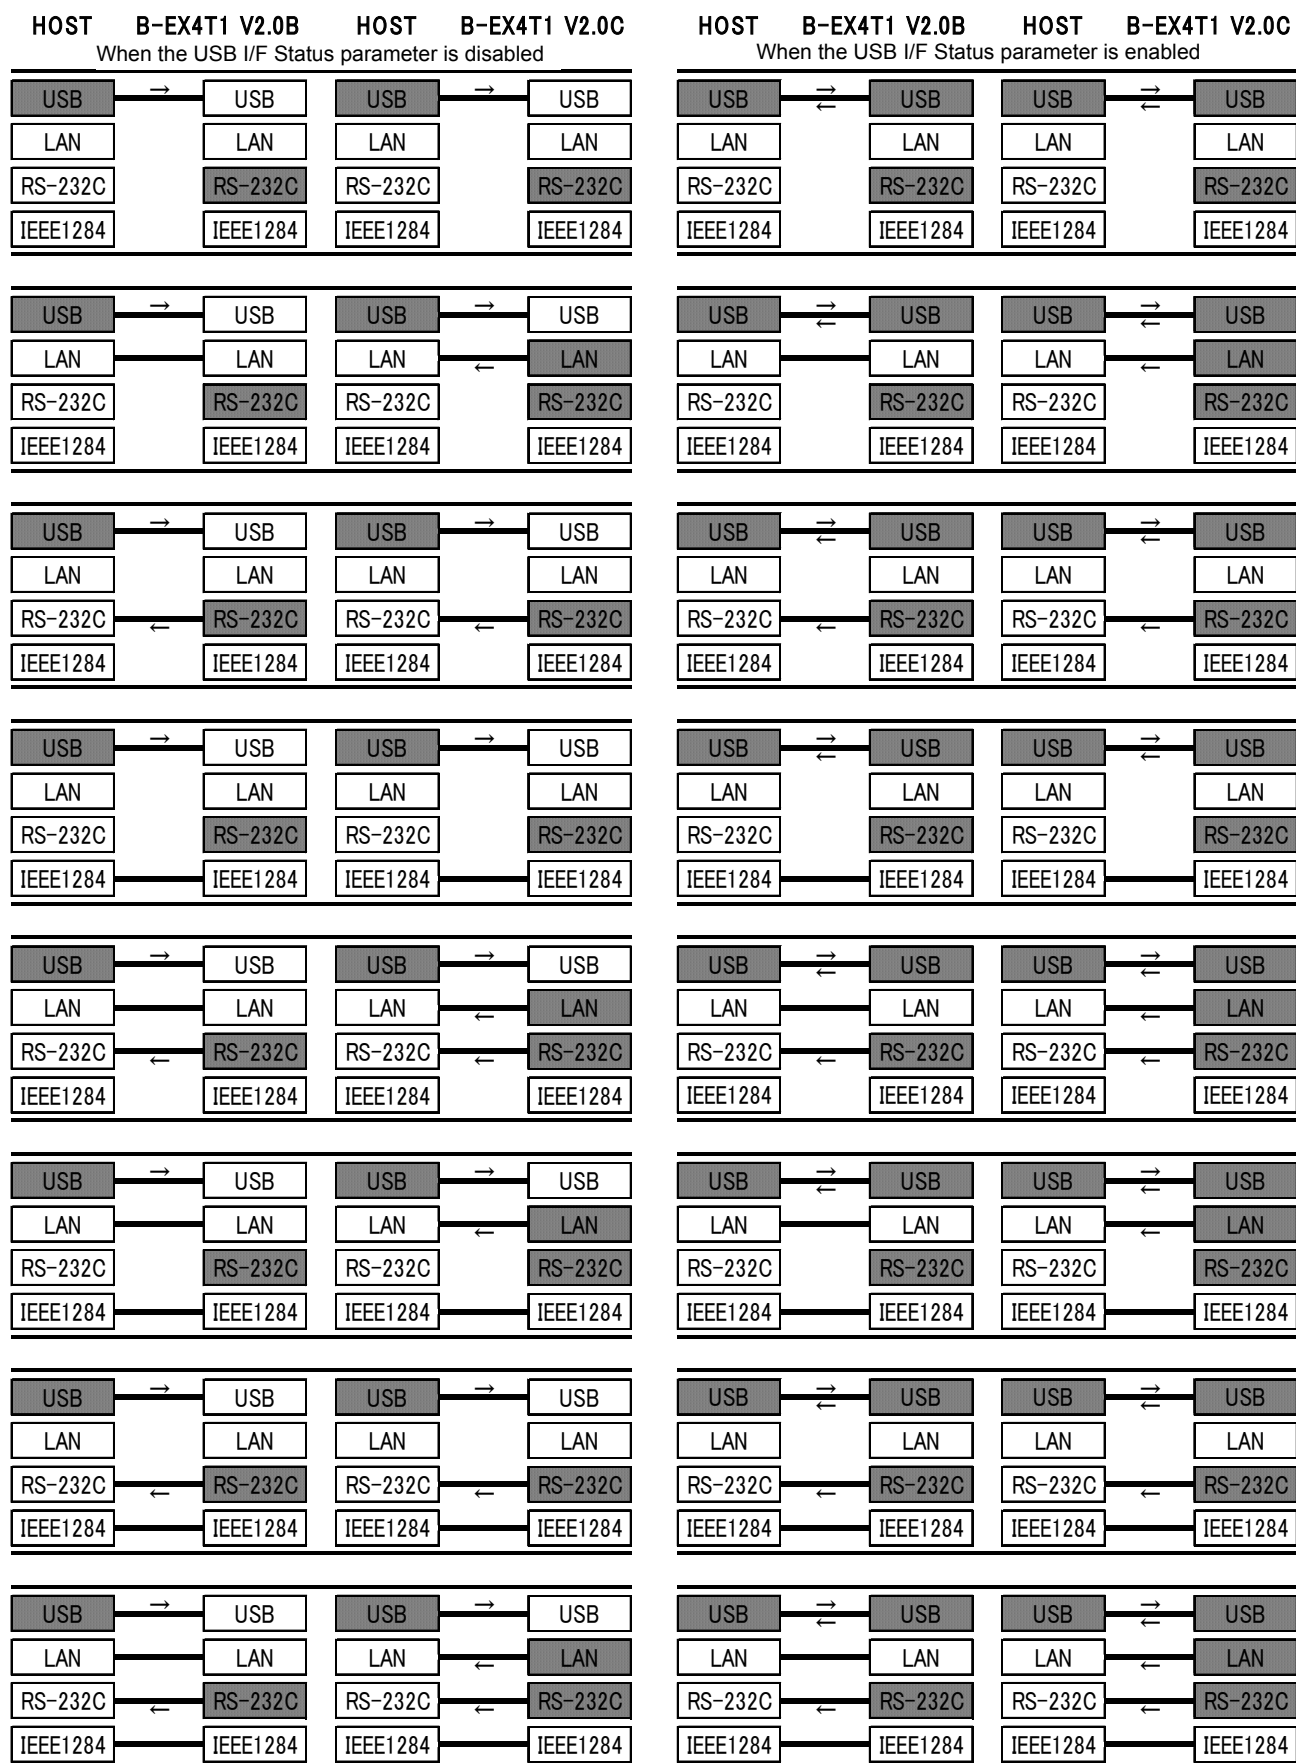 HOST B-EX4T1 V2.0B HOST B-EX4T1 V2.0C HOST B-EX4T1 V2.0B HOST B-EX4T1 V2.0C
When the USB I/F Status parameter is disabled When the USB I/F Status parameter is enabled
USB → USB USB → USB USB →← USB USB →← USB
LAN LAN LAN LAN LAN LAN LAN LAN
RS-232C RS-232C RS-232C RS-232C RS-232C RS-232C RS-232C RS-232C
IEEE1284 IEEE1284 IEEE1284 IEEE1284 IEEE1284 IEEE1284 IEEE1284 IEEE1284
USB → USB USB → USB USB →← USB USB →← USB
LAN LAN LAN ← LAN LAN LAN LAN ← LAN
RS-232C RS-232C RS-232C RS-232C RS-232C RS-232C RS-232C RS-232C
IEEE1284 IEEE1284 IEEE1284 IEEE1284 IEEE1284 IEEE1284 IEEE1284 IEEE1284
USB → USB USB → USB USB →← USB USB →← USB
LAN LAN LAN LAN LAN LAN LAN LAN
RS-232C ← RS-232C RS-232C ← RS-232C RS-232C ← RS-232C RS-232C ← RS-232C
IEEE1284 IEEE1284 IEEE1284 IEEE1284 IEEE1284 IEEE1284 IEEE1284 IEEE1284
USB → USB USB → USB USB →← USB USB →← USB
LAN LAN LAN LAN LAN LAN LAN LAN
RS-232C RS-232C RS-232C RS-232C RS-232C RS-232C RS-232C RS-232C
IEEE1284 IEEE1284 IEEE1284 IEEE1284 IEEE1284 IEEE1284 IEEE1284 IEEE1284
USB → USB USB → USB USB →← USB USB →← USB
LAN LAN LAN ← LAN LAN LAN LAN ← LAN
RS-232C ← RS-232C RS-232C ← RS-232C RS-232C ← RS-232C RS-232C ← RS-232C
IEEE1284 IEEE1284 IEEE1284 IEEE1284 IEEE1284 IEEE1284 IEEE1284 IEEE1284
USB → USB USB → USB USB →← USB USB →← USB
LAN LAN LAN ← LAN LAN LAN LAN ← LAN
RS-232C RS-232C RS-232C RS-232C RS-232C RS-232C RS-232C RS-232C
IEEE1284 IEEE1284 IEEE1284 IEEE1284 IEEE1284 IEEE1284 IEEE1284 IEEE1284
USB → USB USB → USB USB →← USB USB →← USB
LAN LAN LAN LAN LAN LAN LAN LAN
RS-232C ← RS-232C RS-232C ← RS-232C RS-232C ← RS-232C RS-232C ← RS-232C
IEEE1284 IEEE1284 IEEE1284 IEEE1284 IEEE1284 IEEE1284 IEEE1284 IEEE1284
USB → USB USB → USB USB →← USB USB →← USB
LAN LAN LAN ← LAN LAN LAN LAN ← LAN
RS-232C ← RS-232C RS-232C ← RS-232C RS-232C ← RS-232C RS-232C ← RS-232C
IEEE1284 IEEE1284 IEEE1284 IEEE1284 IEEE1284 IEEE1284 IEEE1284 IEEE1284